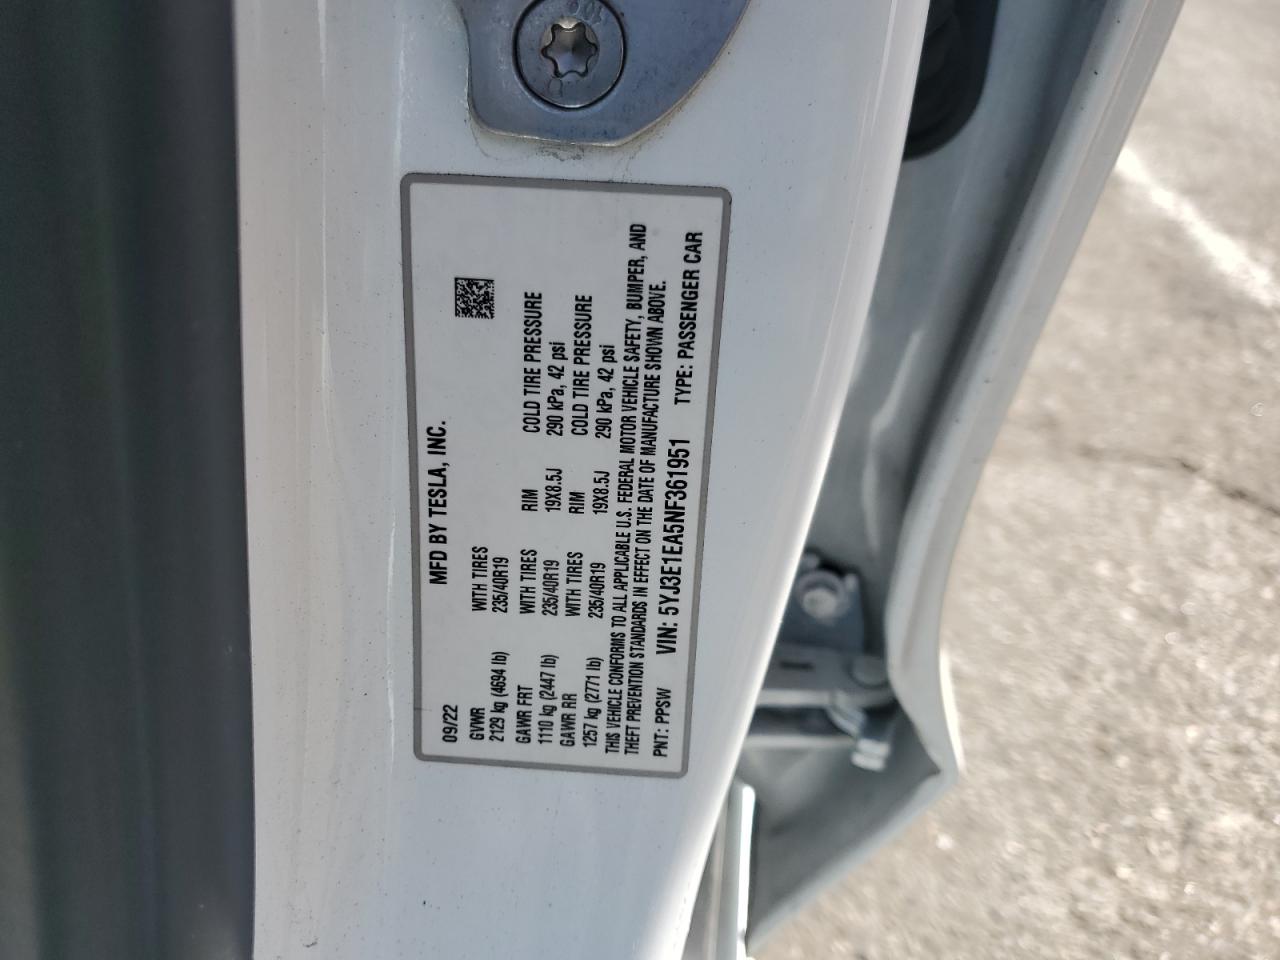 MFD BY TESLA, INC.
09/22
GVWR WITH TIRES
2129 kg (4694 lb) 235/40R19
GAWR FRT WITH TIRES RIM COLD TIRE PRESSURE
1110 kg (2447 lb) 235/40R19 19X8.5J 290 kPa, 42 psi
GAWR RR WITH TIRES RIM COLD TIRE PRESSURE
1257 kg (2771 lb) 235/40R19 19X8.5J 290 kPa, 42 psi
THIS VEHICLE CONFORMS TO ALL APPLICABLE U.S. FEDERAL MOTOR VEHICLE SAFETY, BUMPER, AND
THEFT PREVENTION STANDARDS IN EFFECT ON THE DATE OF MANUFACTURE SHOWN ABOVE.
PNT: PPSW VIN: 5YJ3E1EA5NF361951 TYPE: PASSENGER CAR